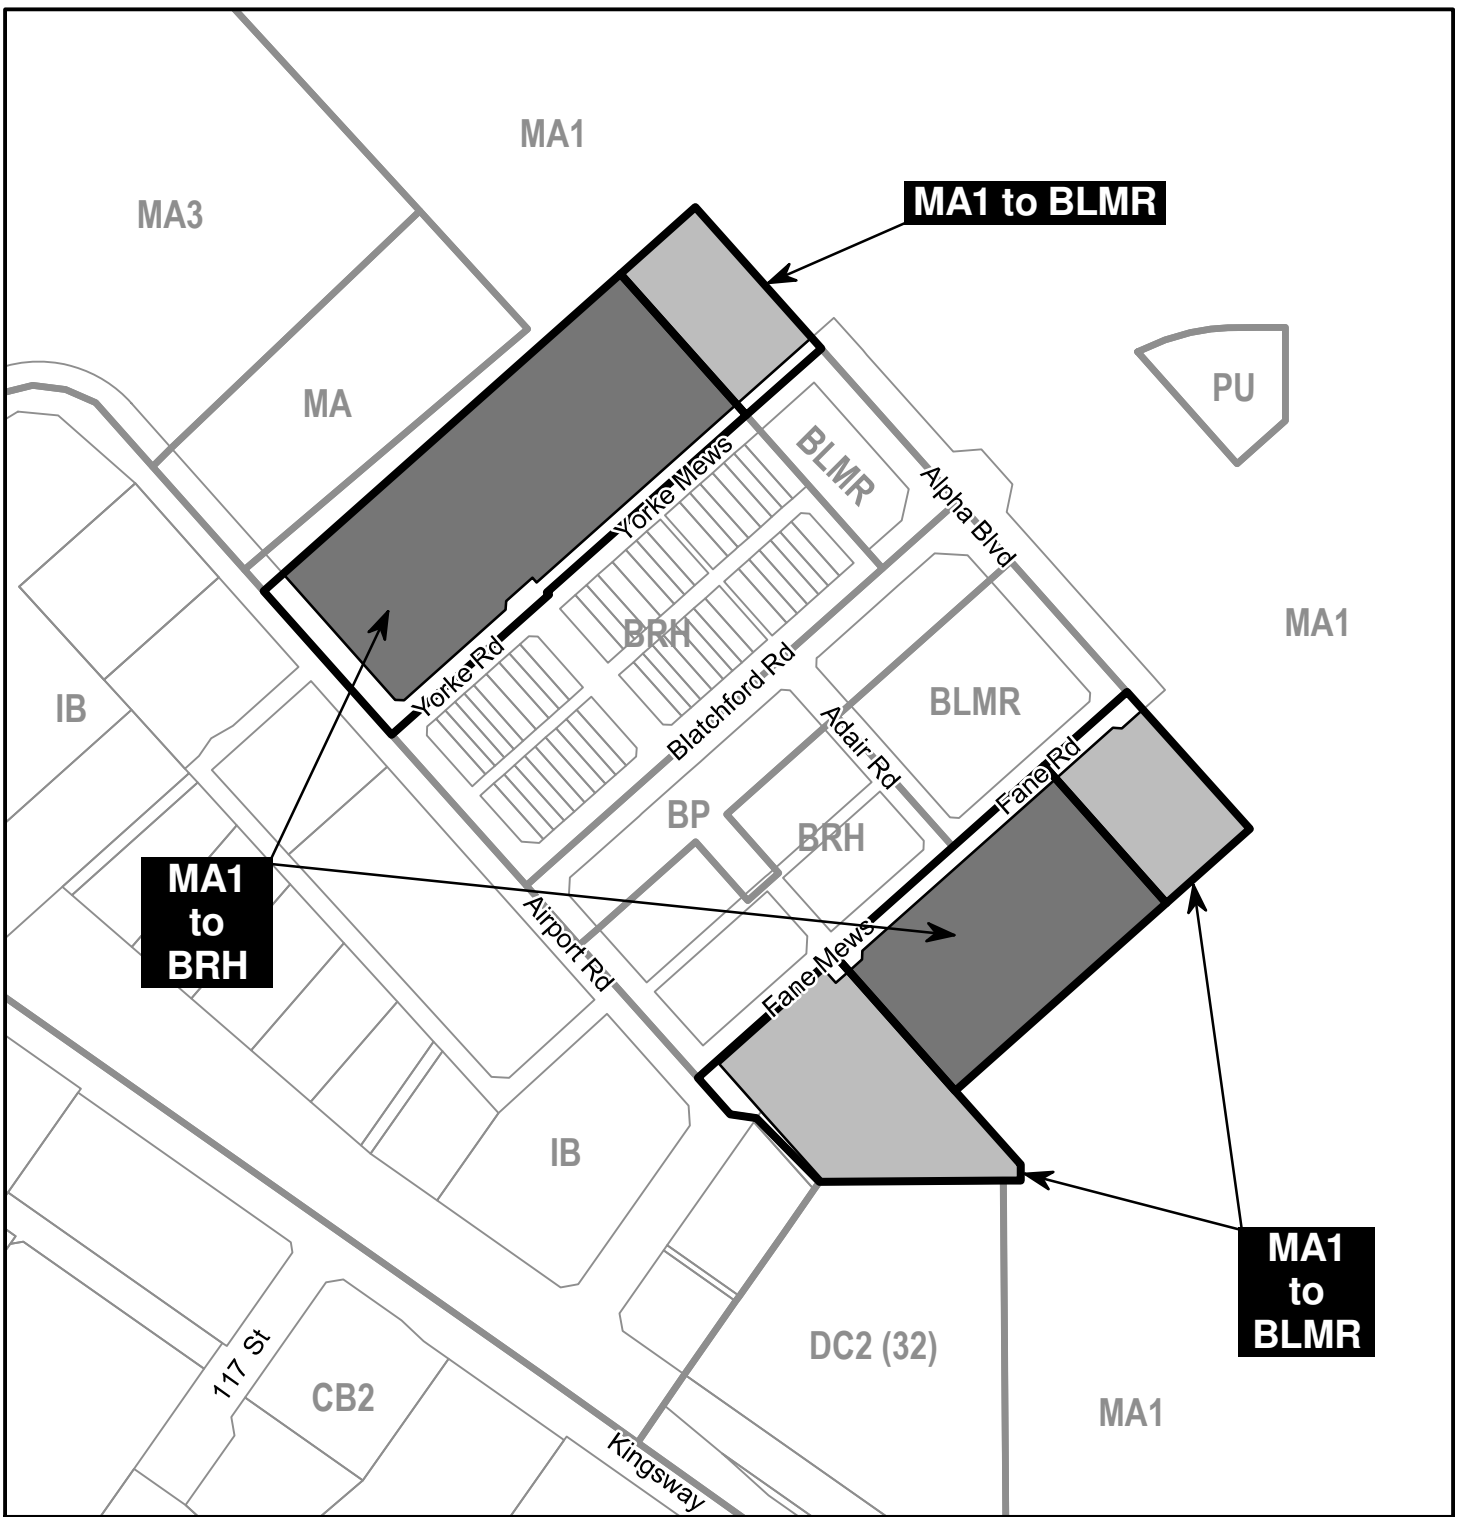 MA1
MA1 to BLMR
MA3
PU
MA
BLMR
Yorke Mews
Alpha Blvd
MA1
BRH
Yorke Rd
Blatchford Rd
BLMR
IB
Adair Rd
Fane Rd
BP
BRH
MA1
to
BRH
Airport Rd
Fane Mews
IB
MA1
to
BLMR
DC2 (32)
117 St
CB2
MA1
Kingsway